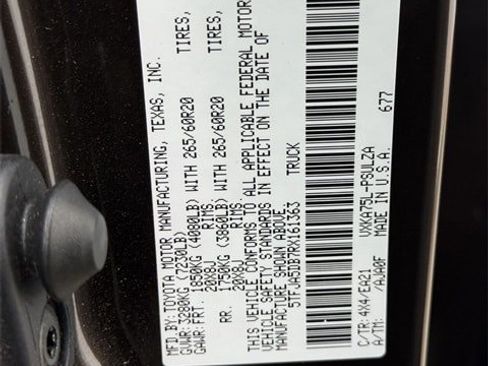 MFD.BY: TOYOTA MOTOR MANUFACTURING, TEXAS, INC.
GVWR: 3280KG (7230LB)
GAWR: FRT. 1850KG (4080LB) WITH 265/60R20 TIRES,
RIMS,
20X8J
RR. 1750KG (3860LB) WITH 265/60R20 TIRES,
RIMS,
20X8J
THIS VEHICLE CONFORMS TO ALL APPLICABLE FEDERAL MOTOR
VEHICLE SAFETY STANDARDS IN EFFECT ON THE DATE OF
MANUFACTURE SHOWN ABOVE.
5TFJA5DB7RX161363 TRUCK
677
C/TR: 4X4/EA21 VXKA75L-PSULZA
A/TM: /AJA0F MADE IN U.S.A.